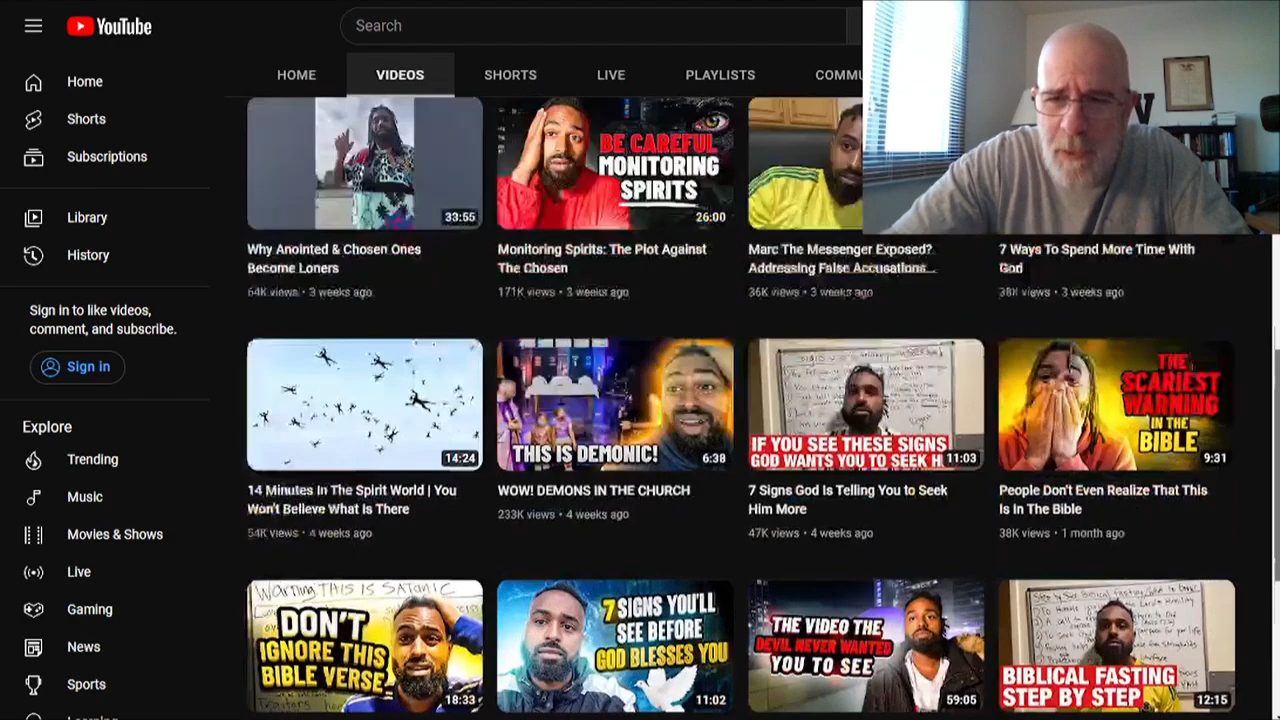 YouTube
Search
Home
Shorts
Subscriptions
Library
History
Sign in to like videos,
comment, and subscribe.
Sign in
Explore
Trending
Music
Movies & Shows
Live
Gaming
News
Sports
HOME
VIDEOS
SHORTS
LIVE
PLAYLISTS
COMMU
33:55
Why Anointed & Chosen Ones
Become Loners
64K views • 3 weeks ago
BE CAREFUL
MONITORING
SPIRITS
26:00
Monitoring Spirits: The Plot Against
The Chosen
171K views • 3 weeks ago
Marc The Messenger Exposed?
Addressing False Accusations...
36K views • 3 weeks ago
7 Ways To Spend More Time With
God
38K views • 3 weeks ago
14:24
14 Minutes In The Spirit World | You
Won't Believe What Is There
54K views • 4 weeks ago
THIS IS DEMONIC!
6:38
WOW! DEMONS IN THE CHURCH
233K views • 4 weeks ago
IF YOU SEE THESE SIGNS
GOD WANTS YOU TO SEEK H
11:03
7 Signs God Is Telling You to Seek
Him More
47K views • 4 weeks ago
THE
SCARIEST
WARNING
IN THE
BIBLE
9:31
People Don't Even Realize That This
Is In The Bible
38K views • 1 month ago
Warning THIS IS SATANIC
DON'T
IGNORE THIS
BIBLE VERSE
18:33
7 SIGNS YOU'LL
SEE BEFORE
GOD BLESSES YOU
11:02
THE VIDEO THE
DEVIL NEVER WANTED
YOU TO SEE
59:05
BIBLICAL FASTING
STEP BY STEP
12:15